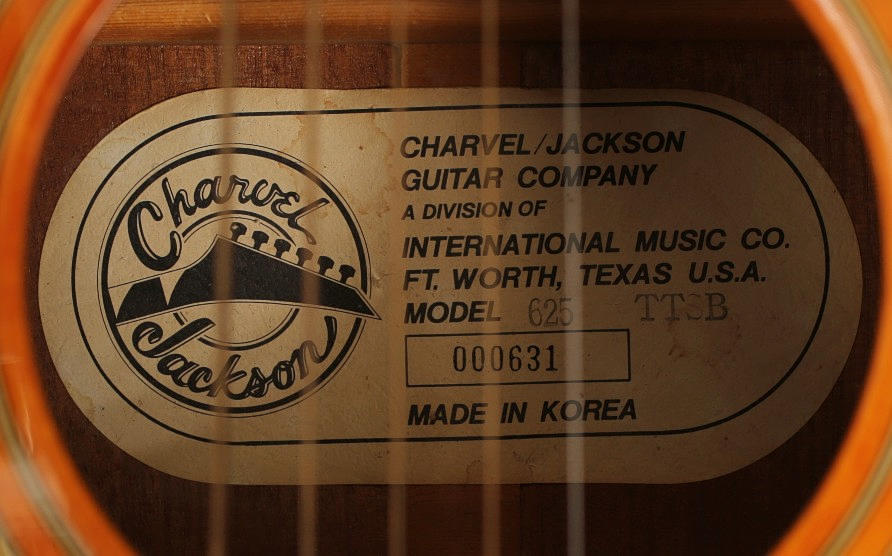 Charvel
Jackson
CHARVEL/JACKSON
GUITAR COMPANY
A DIVISION OF
INTERNATIONAL MUSIC CO.
FT. WORTH, TEXAS U.S.A.
MODEL 625 TTSB
000631
MADE IN KOREA